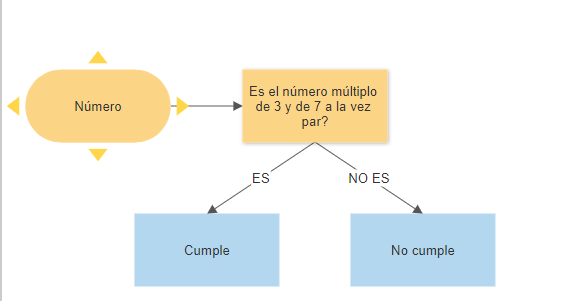 Número
Es el número múltiplo
de 3 y de 7 a la vez
par?
ES
NO ES
Cumple
No cumple